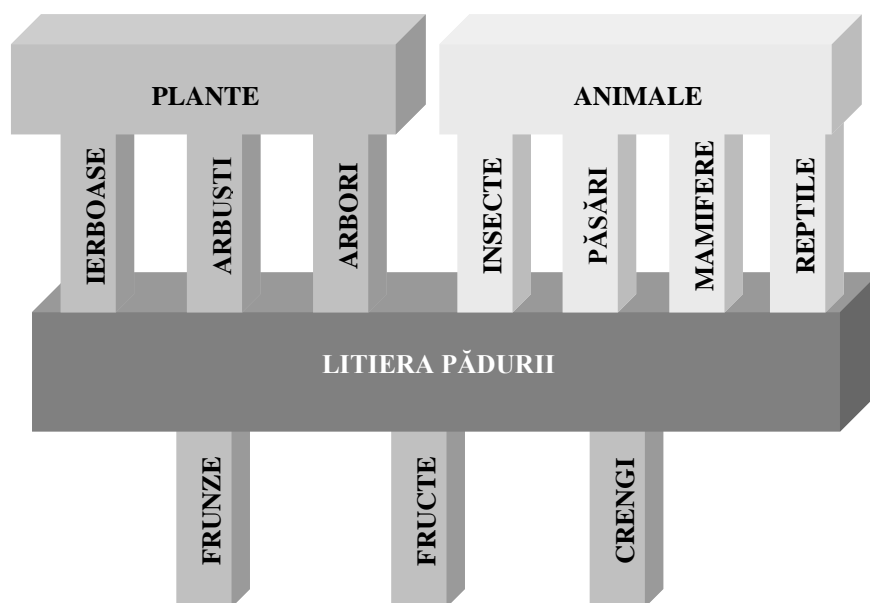 PLANTE
ANIMALE
IERBOASE
ARBUȘTI
ARBORI
INSECTE
PĂSĂRI
MAMIFERE
REPTILE
LITIERA PĂDURII
FRUNZE
FRUCTE
CRENGI